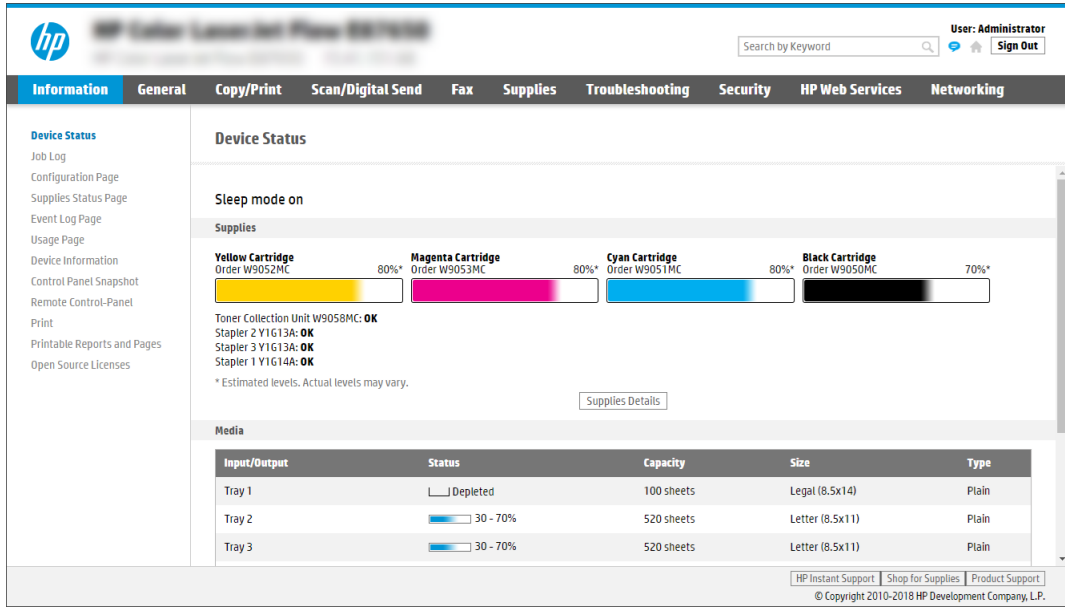 hp
User: Administrator
Search by Keyword
Sign Out
Information General Copy/Print Scan/Digital Send Fax Supplies Troubleshooting Security HP Web Services Networking
Device Status
Job Log
Configuration Page
Supplies Status Page
Event Log Page
Usage Page
Device Information
Control Panel Snapshot
Remote Control-Panel
Print
Printable Reports and Pages
Open Source Licenses
Device Status
Sleep mode on
Supplies
Yellow Cartridge Magenta Cartridge Cyan Cartridge Black Cartridge
Order W9052MC 80%* Order W9053MC 80%* Order W9051MC 80%* Order W9050MC 70%*
Toner Collection Unit W9058MC: OK
Stapler 2 Y1G13A: OK
Stapler 3 Y1G13A: OK
Stapler 1 Y1G14A: OK
* Estimated levels. Actual levels may vary.
Supplies Details
Media
Input/Output Status Capacity Size Type
Tray 1 Depleted 100 sheets Legal (8.5x14) Plain
Tray 2 30 - 70% 520 sheets Letter (8.5x11) Plain
Tray 3 30 - 70% 520 sheets Letter (8.5x11) Plain
HP Instant Support Shop for Supplies Product Support
© Copyright 2010-2018 HP Development Company, L.P.